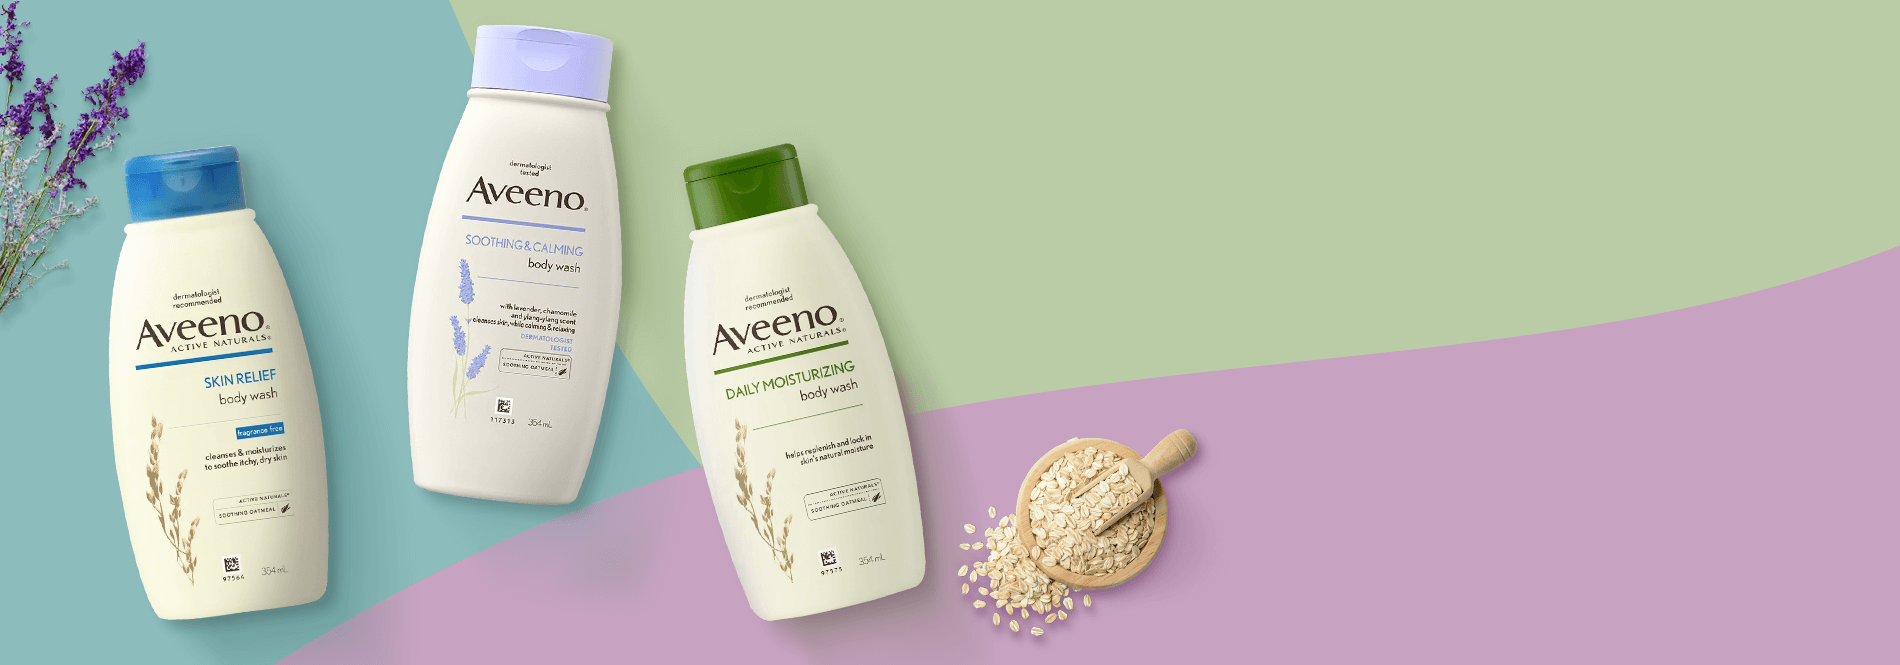 dermatologist
recommended
Aveeno®
ACTIVE NATURALS®
SKIN RELIEF
body wash
fragrance free
cleanses & moisturizes
to soothe itchy, dry skin
ACTIVE NATURALS®
SOOTHING OATMEAL
97564
354 mL
dermatologist
tested
Aveeno®
SOOTHING & CALMING
body wash
with lavender, chamomile
and ylang-ylang scent
cleanses skin, while calming & relaxing
DERMATOLOGIST
TESTED
ACTIVE NATURALS®
SOOTHING OATMEAL
117313
354 mL
dermatologist
recommended
Aveeno®
ACTIVE NATURALS®
DAILY MOISTURIZING
body wash
helps replenish and lock in
skin's natural moisture
ACTIVE NATURALS®
SOOTHING OATMEAL
97575
354 mL